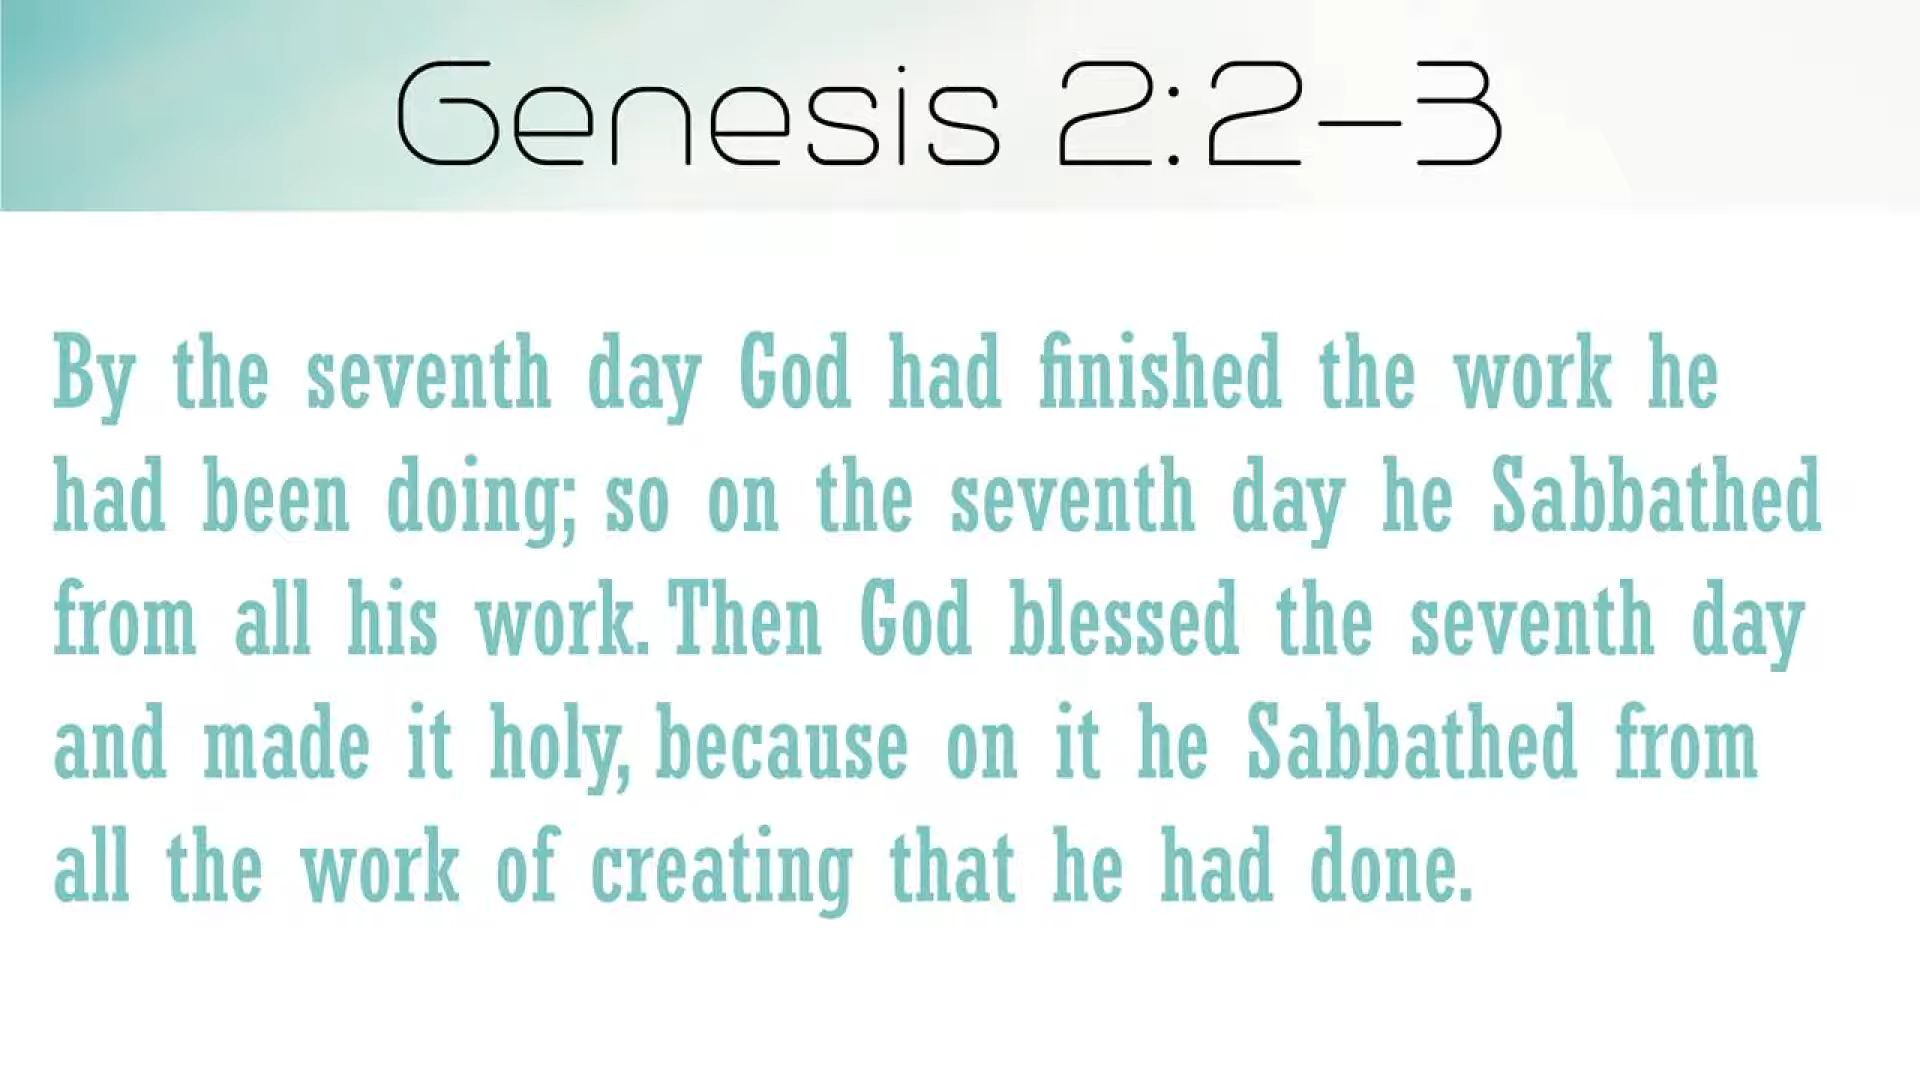 Genesis 2:2–3
By the seventh day God had finished the work he
had been doing; so on the seventh day he Sabbathed
from all his work. Then God blessed the seventh day
and made it holy, because on it he Sabbathed from
all the work of creating that he had done.